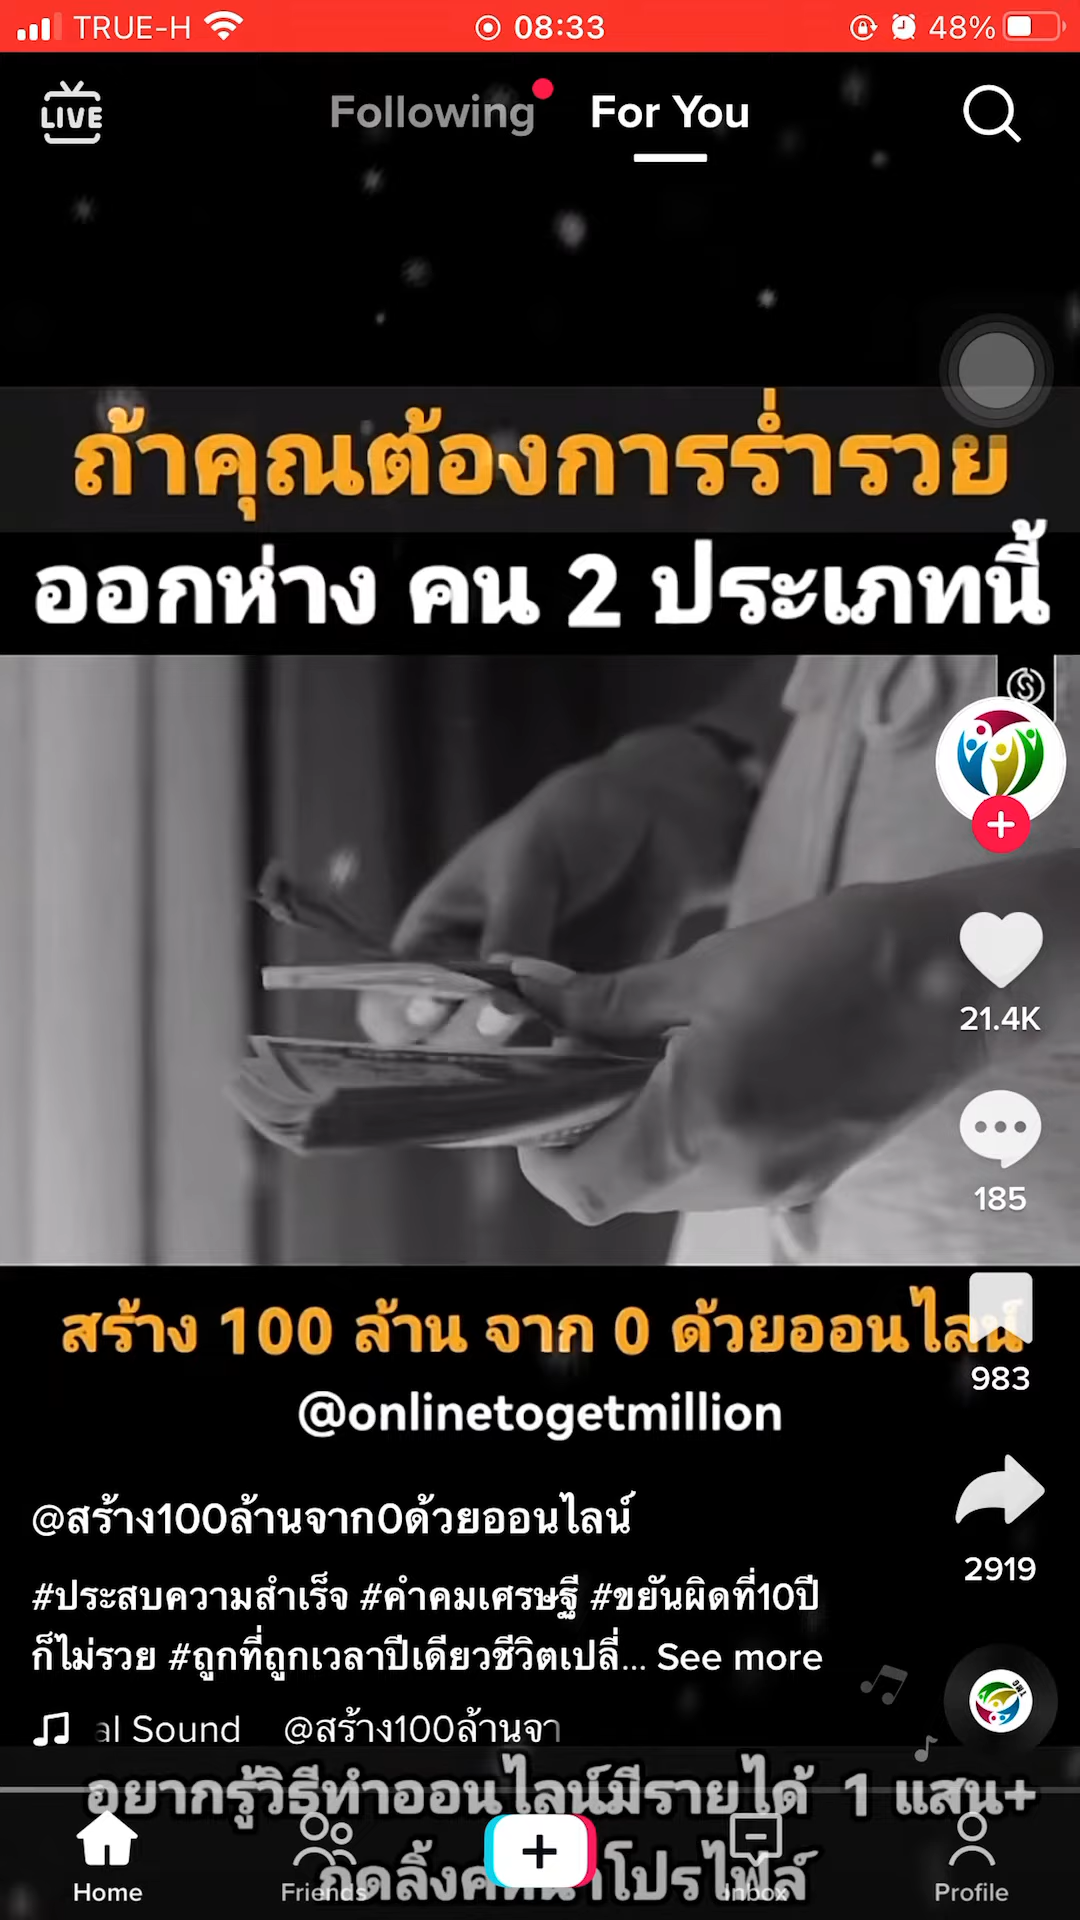 TRUE-H 08:33 48%
LIVE Following For You
ถ้าคุณต้องการร่ำรวย
ออกห่าง คน 2 ประเภทนี้
21.4K
185
สร้าง 100 ล้าน จาก 0 ด้วยออนไลน์
983
@onlinetogetmillion
@สร้าง100ล้านจาก0ด้วยออนไลน์
2919
#ประสบความสำเร็จ #คำคมเศรษฐี #ขยันผิดที่10ปี
ก็ไม่รวย #ถูกที่ถูกเวลาปีเดียวชีวิตเปลี่... See more
al Sound @สร้าง100ล้านจา
อยากรู้วิธีทำออนไลน์มีรายได้ 1 แสน+
โปรไฟล์
Home Friends Inbox Profile